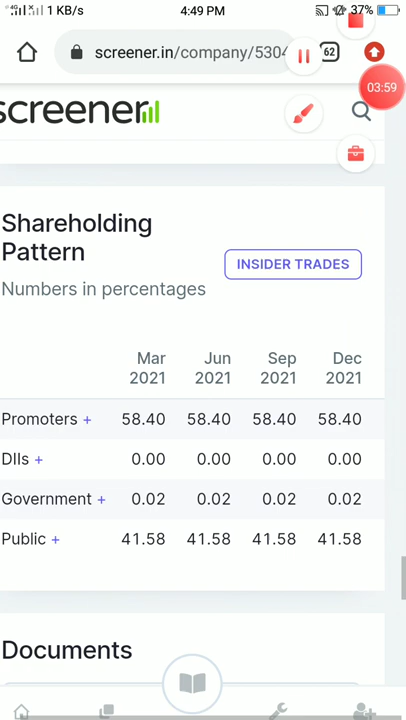 4G 1 KB/s 4:49 PM 37%
screener.in/company/5304 62
03:59
screener
Shareholding
Pattern
INSIDER TRADES
Numbers in percentages
Mar Jun Sep Dec
2021 2021 2021 2021
Promoters + 58.40 58.40 58.40 58.40
DIIs + 0.00 0.00 0.00 0.00
Government + 0.02 0.02 0.02 0.02
Public + 41.58 41.58 41.58 41.58
Documents